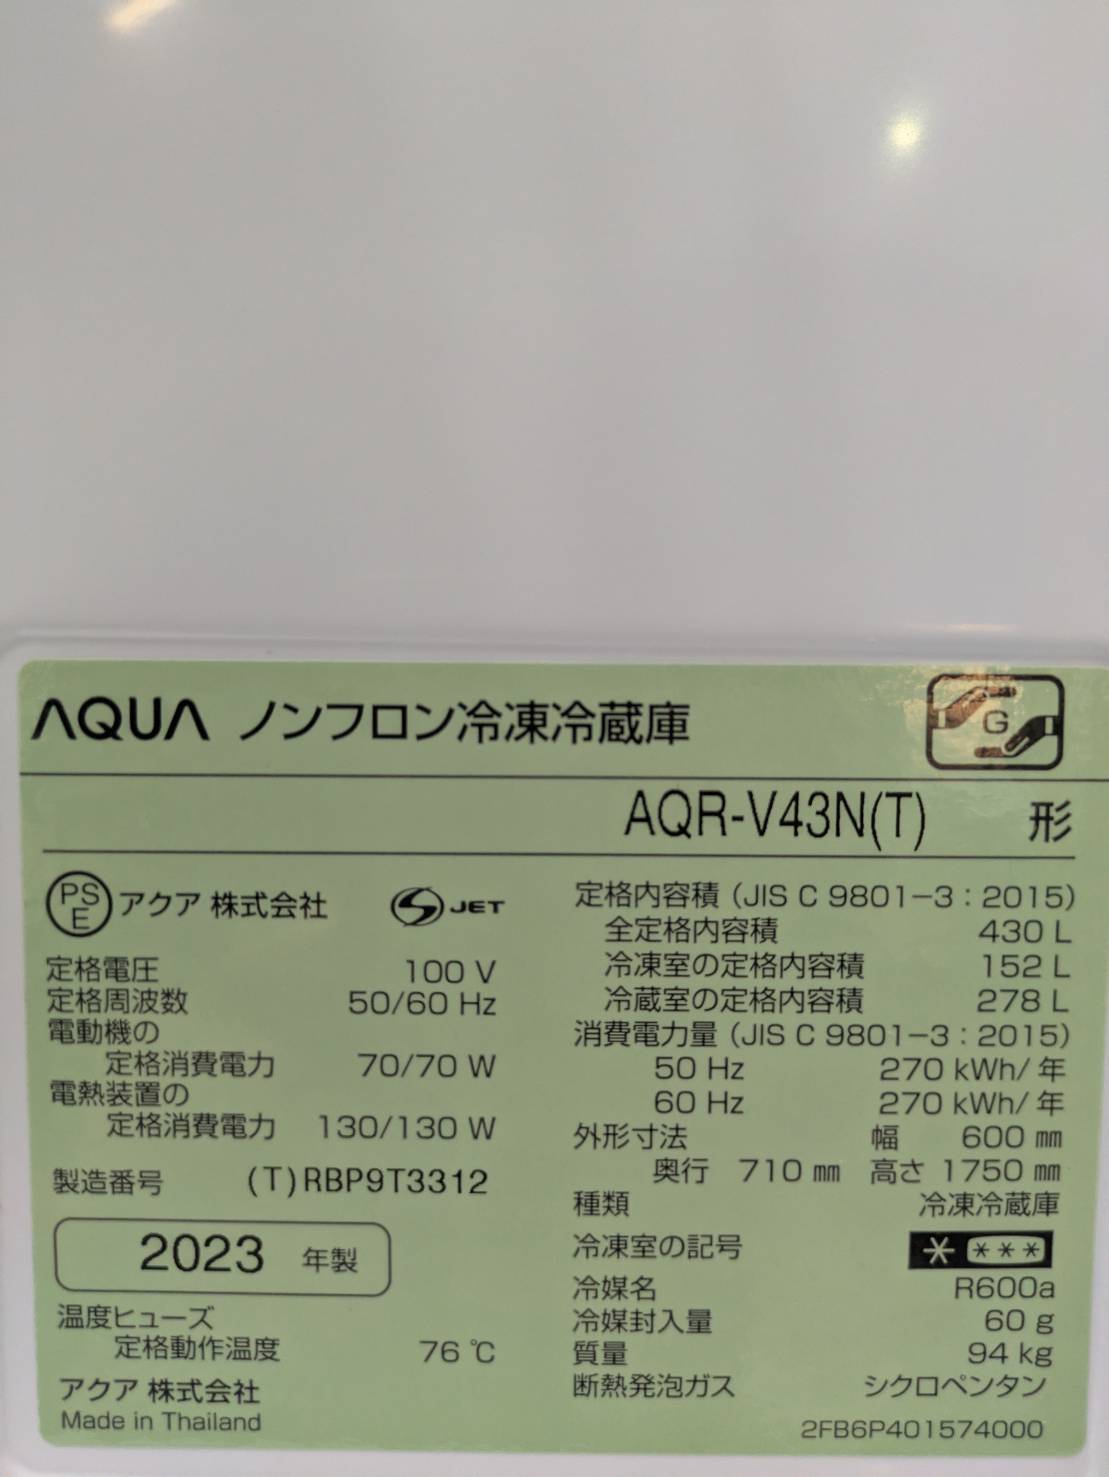 AQUA ノンフロン冷凍冷蔵庫
G
AQR-V43N(T) 形
PSE アクア 株式会社 JET
定格電圧 100 V
定格周波数 50/60 Hz
電動機の
定格消費電力 70/70 W
電熱装置の
定格消費電力 130/130 W
製造番号 (T)RBP9T3312
2023 年製
温度ヒューズ
定格動作温度 76 ℃
アクア 株式会社
Made in Thailand
定格内容積 (JIS C 9801-3 : 2015)
全定格内容積 430 L
冷凍室の定格内容積 152 L
冷蔵室の定格内容積 278 L
消費電力量 (JIS C 9801-3 : 2015)
50 Hz 270 kWh/ 年
60 Hz 270 kWh/ 年
外形寸法 幅 600 ㎜
奥行 710 ㎜ 高さ 1750 ㎜
種類 冷凍冷蔵庫
冷凍室の記号 * ***
冷媒名 R600a
冷媒封入量 60 g
質量 94 kg
断熱発泡ガス シクロペンタン
2FB6P401574000